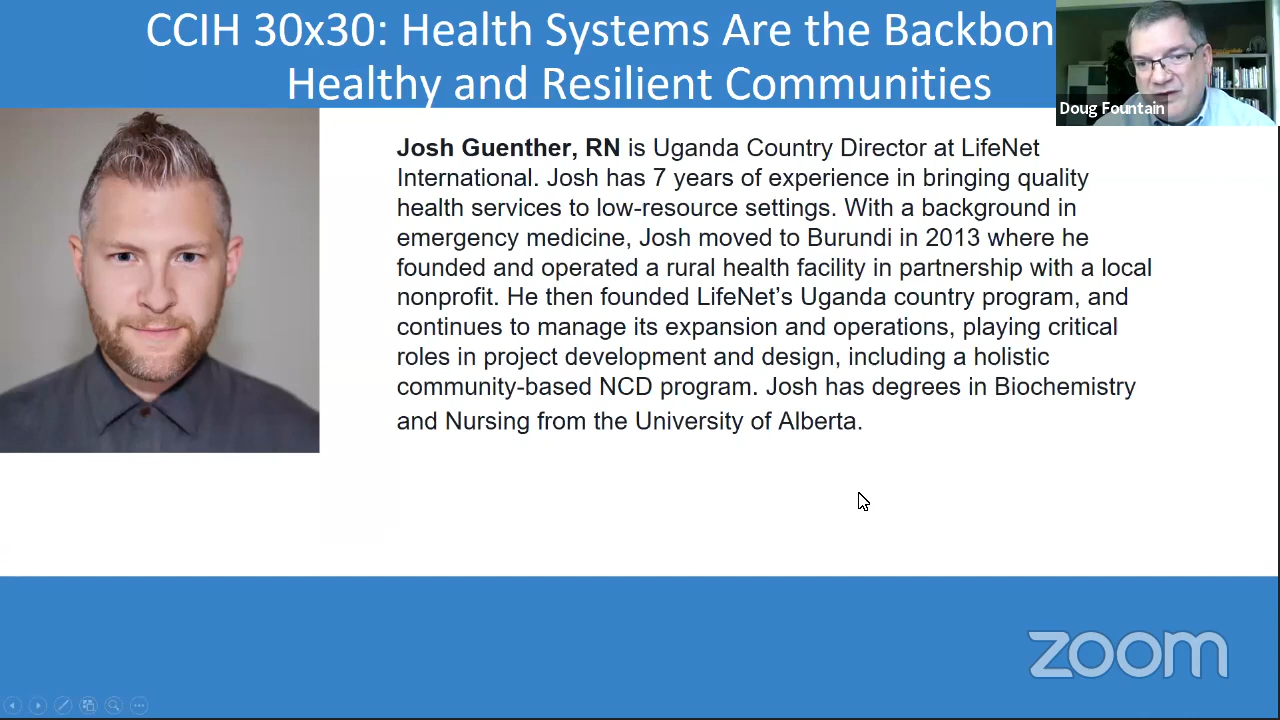 CCIH 30x30: Health Systems Are the Backbon
Healthy and Resilient Communities
Doug Fountain
Josh Guenther, RN is Uganda Country Director at LifeNet
International. Josh has 7 years of experience in bringing quality
health services to low-resource settings. With a background in
emergency medicine, Josh moved to Burundi in 2013 where he
founded and operated a rural health facility in partnership with a local
nonprofit. He then founded LifeNet’s Uganda country program, and
continues to manage its expansion and operations, playing critical
roles in project development and design, including a holistic
community-based NCD program. Josh has degrees in Biochemistry
and Nursing from the University of Alberta.
zoom